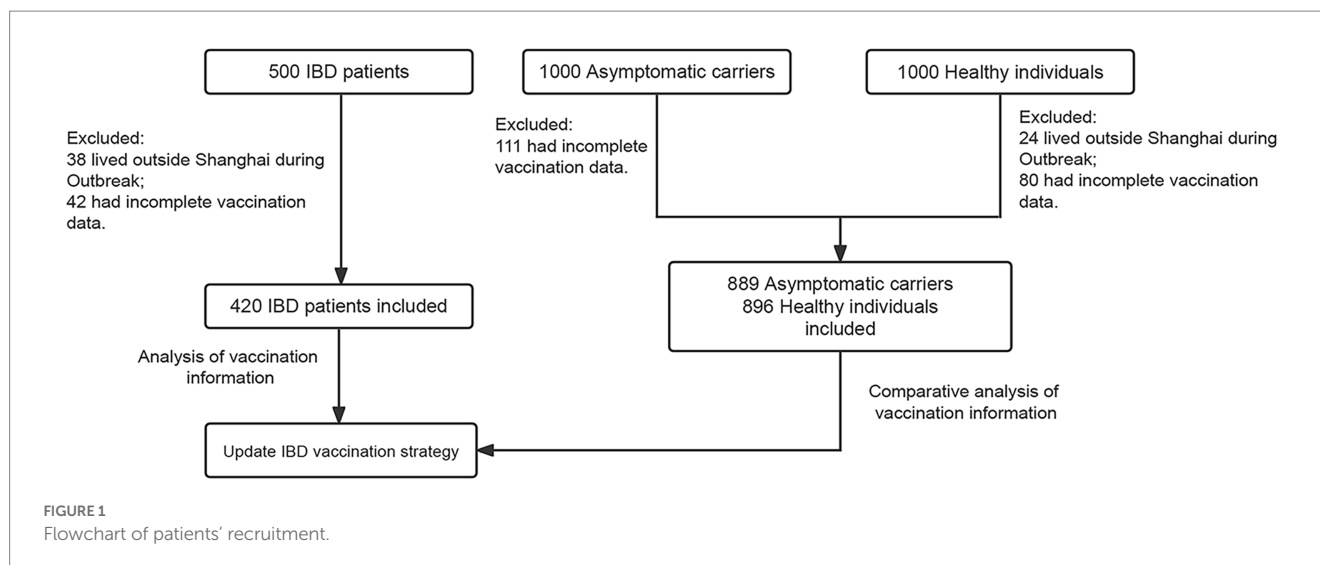 500 IBD patients
1000 Asymptomatic carriers
1000 Healthy individuals
Excluded:
38 lived outside Shanghai during
Outbreak;
42 had incomplete vaccination
data.
Excluded:
111 had incomplete
vaccination data.
24 lived outside Shanghai during
Excluded:
Outbreak;
80 had incomplete vaccination
data.
420 IBD patients included
889 Asymptomatic carriers
896 Healthy individuals
included
Analysis of vaccination
information
Comparative analysis of
vaccination information
Update IBD vaccination strategy
FIGURE 1
Flowchart of patients’ recruitment.